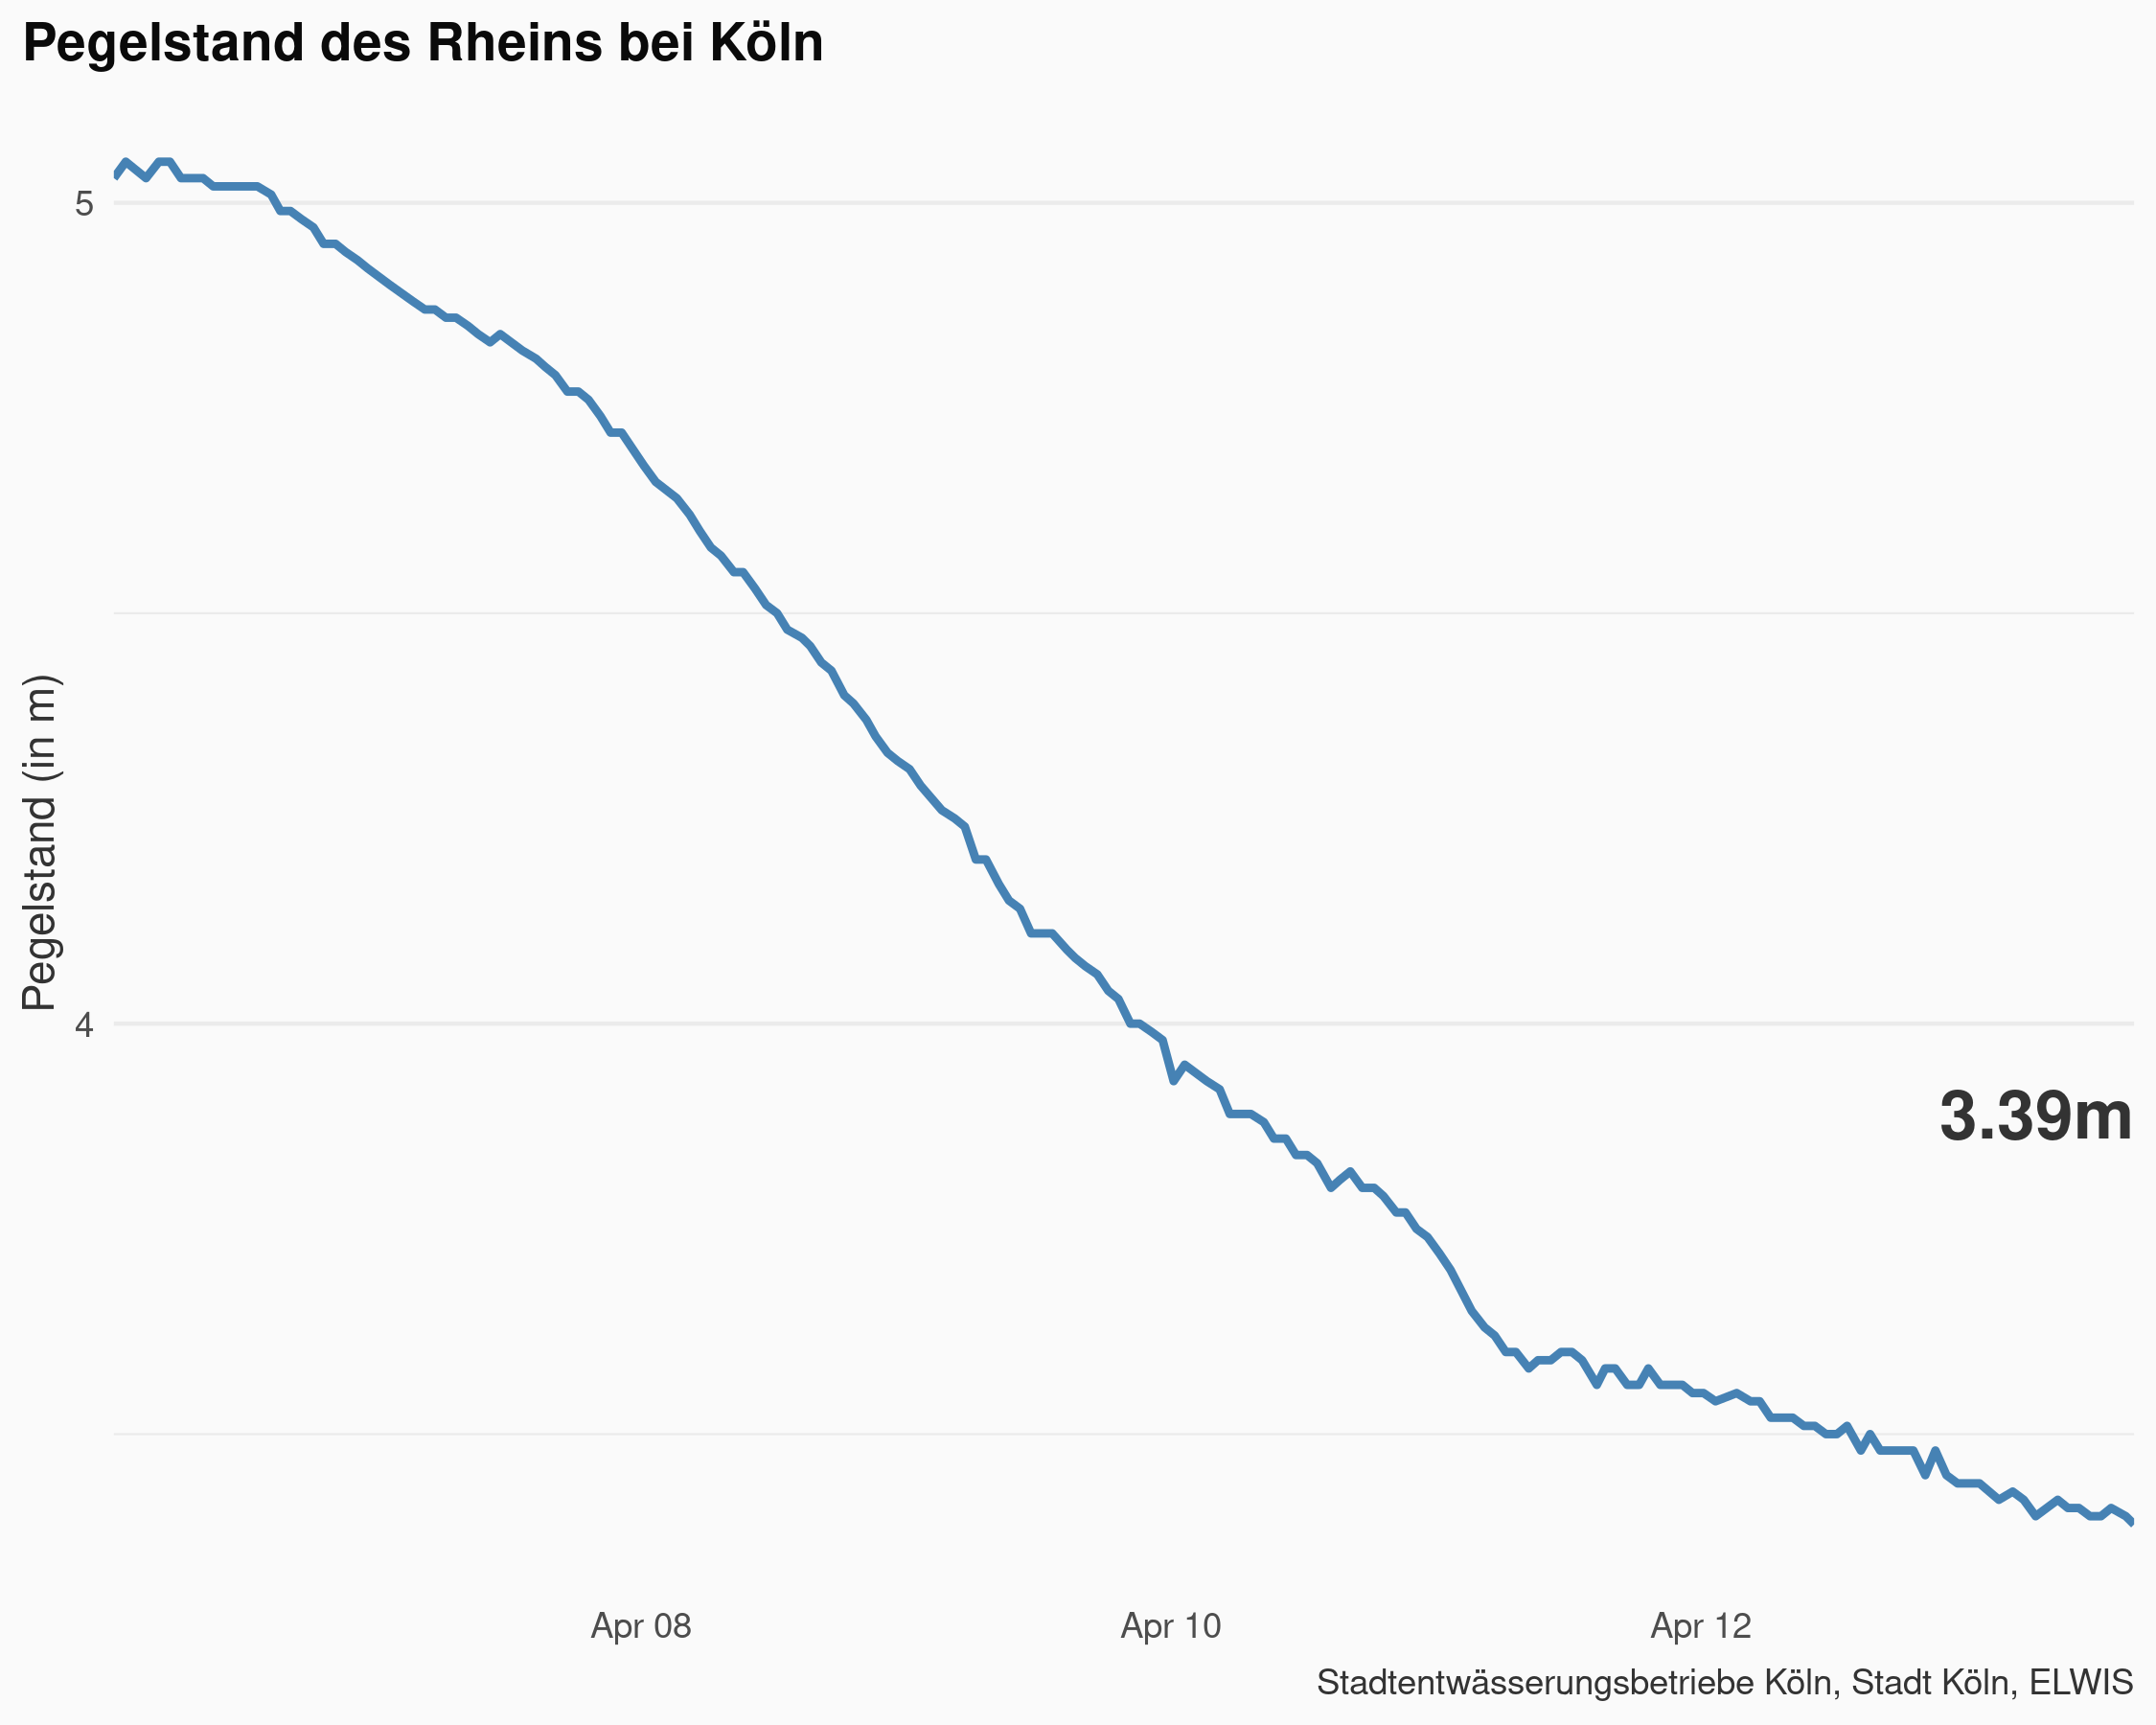 Pegelstand des Rheins bei Köln
Pegelstand (in m)
5
4
3.39m
Apr 08
Apr 10
Apr 12
Stadtentwässerungsbetriebe Köln, Stadt Köln, ELWIS